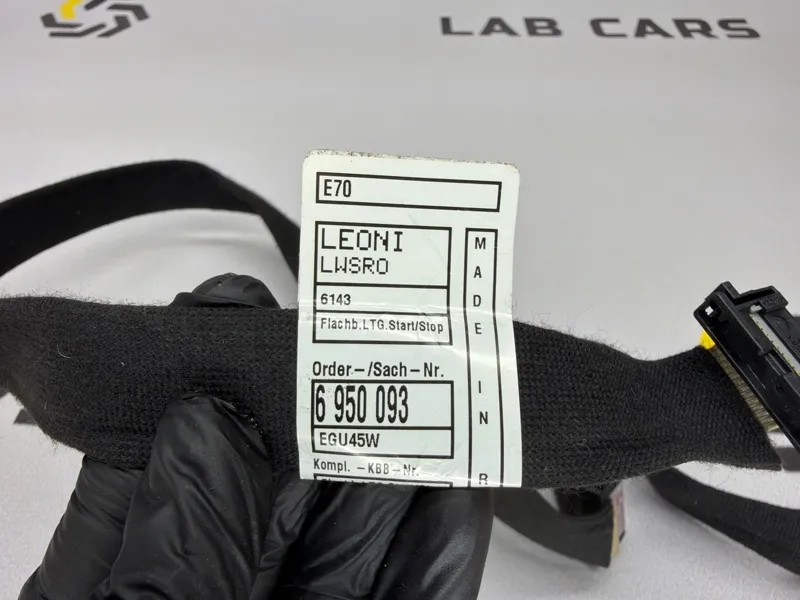 LAB CARS
E70
LEONI
LWSRO
6143
Flachb.LTG.Start/Stop
Order-/Sach-Nr.
6 950 093
EGU45W
Kompl. -KBB-Nr.
MADE IN R